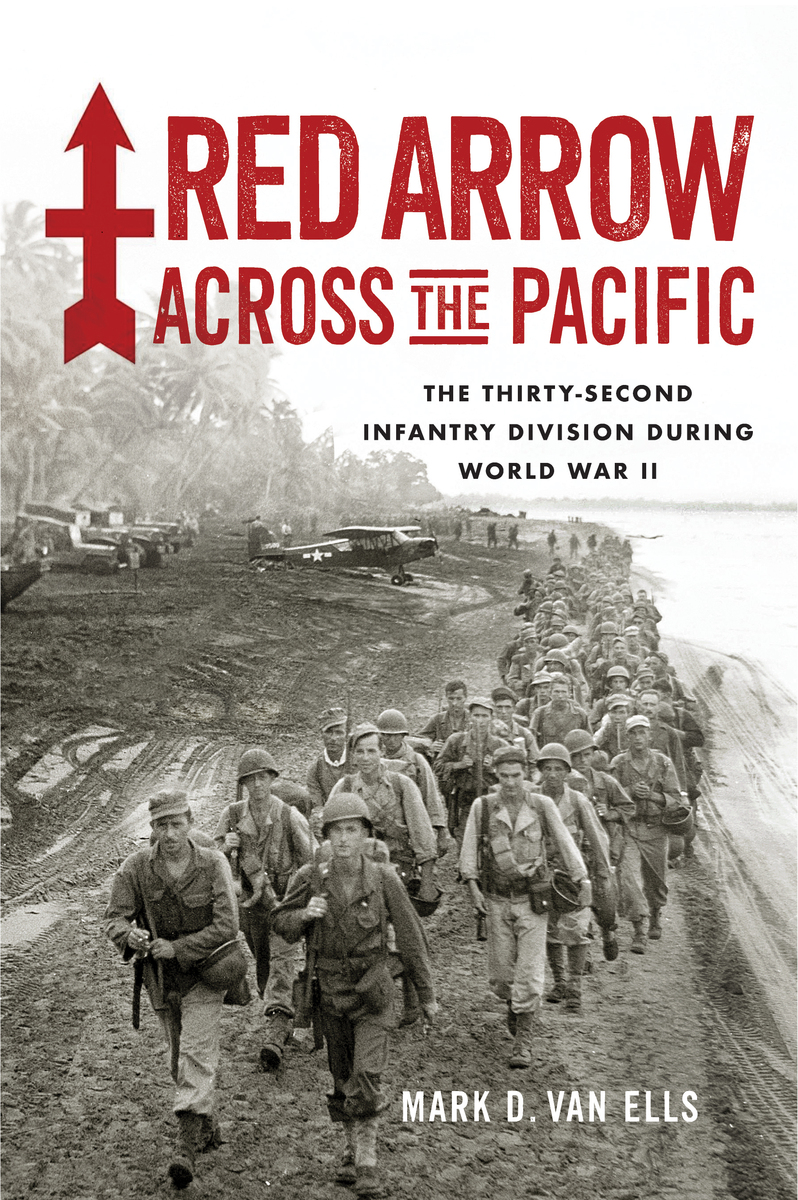 RED ARROW
ACROSS THE PACIFIC
THE THIRTY-SECOND
INFANTRY DIVISION DURING
WORLD WAR II
MARK D. VAN ELLS